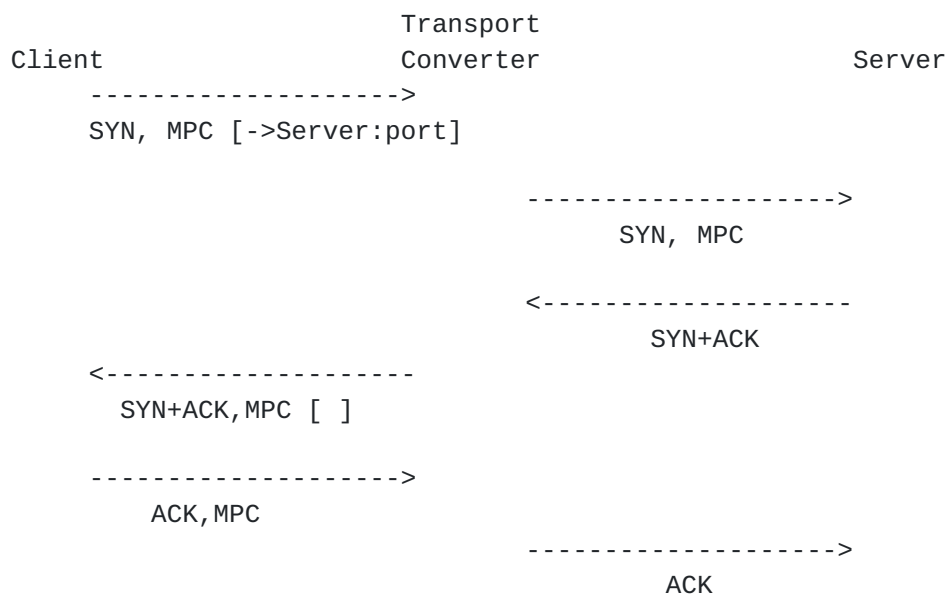 Transport
Client Converter Server
-------------------->
SYN, MPC [->Server:port]
-------------------->
SYN, MPC
<--------------------
SYN+ACK
<--------------------
SYN+ACK,MPC [ ]
-------------------->
ACK,MPC
-------------------->
ACK